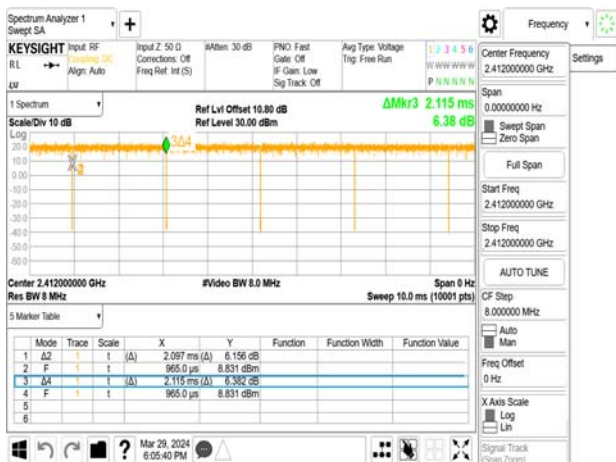 Spectrum Analyzer 1
Swept SA
Frequency
KEYSIGHT
Input: RF
Coupling: DC
Align: Auto
Input Z: 50 Ω
Corrections: Off
Freq Ref: Int (S)
#Atten: 30 dB
PNO: Fast
Gate: Off
IF Gain: Low
Sig Track: Off
Avg Type: Voltage
Trig: Free Run
1 2 3 4 5 6
W W W W W W
P N N N N N
RL
1 Spectrum
Scale/Div 10 dB
Ref Lvl Offset 10.80 dB
Ref Level 30.00 dBm
ΔMkr3 2.115 ms
6.38 dB
Log
20.0
10.0
0.00
-10.0
-20.0
-30.0
-40.0
-50.0
-60.0
3Δ4
Center 2.412000000 GHz
Res BW 8 MHz
#Video BW 8.0 MHz
Span 0 Hz
Sweep 10.0 ms (10001 pts)
5 Marker Table
Mode Trace Scale X Y Function Function Width Function Value
1 Δ2 1 t (Δ) 2.097 ms (Δ) 6.156 dB
2 F 1 t 965.0 µs 8.831 dBm
3 Δ4 1 t (Δ) 2.115 ms (Δ) 6.382 dB
4 F 1 t 965.0 µs 8.831 dBm
5
6
Mar 29, 2024
6:05:40 PM
Center Frequency
2.412000000 GHz
Settings
Span
0.00000000 Hz
Swept Span
Zero Span
Full Span
Start Freq
2.412000000 GHz
Stop Freq
2.412000000 GHz
AUTO TUNE
CF Step
8.000000 MHz
Auto
Man
Freq Offset
0 Hz
X Axis Scale
Log
Lin
Signal Track
(Span Zoom)